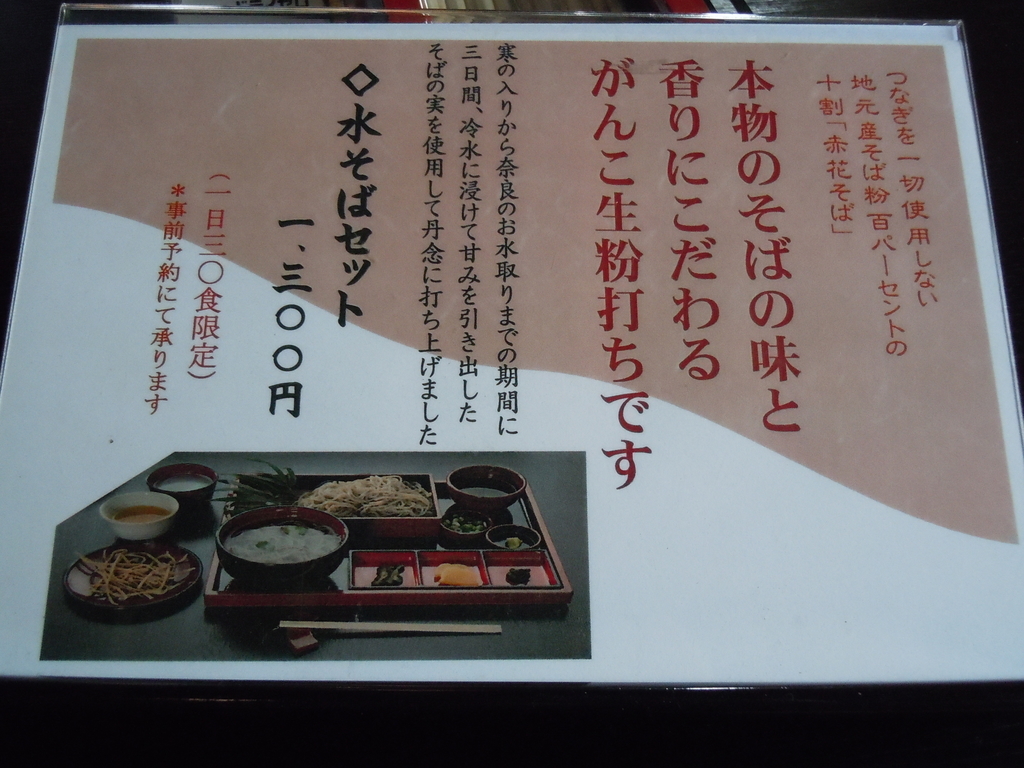 つなぎを一切使用しない
地元産そば粉百パーセントの
十割「赤花そば」
本物のそばの味と
香りにこだわる
がんこ生粉打ちです
寒の入りから奈良のお水取りまでの期間に
三日間、冷水に浸けて甘みを引き出した
そばの実を使用して丹念に打ち上げました
◇水そばセット
一、三〇〇円
（一日三〇食限定）
＊事前予約にて承ります